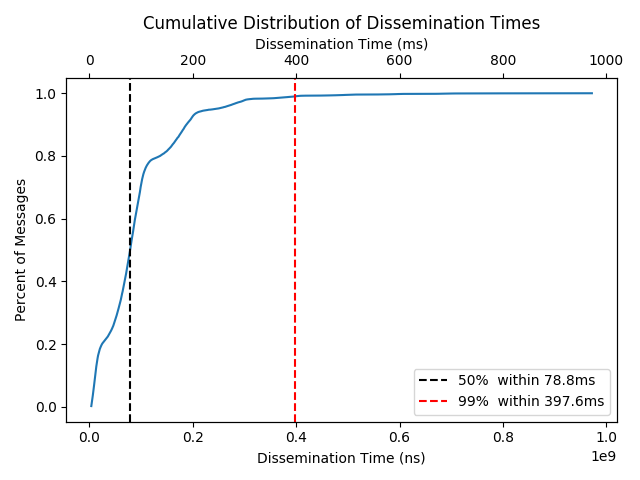 Cumulative Distribution of Dissemination Times
Dissemination Time (ms)
0 200 400 600 800 1000
Percent of Messages
1.0
0.8
0.6
0.4
0.2
0.0
50%  within 78.8ms
99%  within 397.6ms
0.0 0.2 0.4 0.6 0.8 1.0
1e9
Dissemination Time (ns)